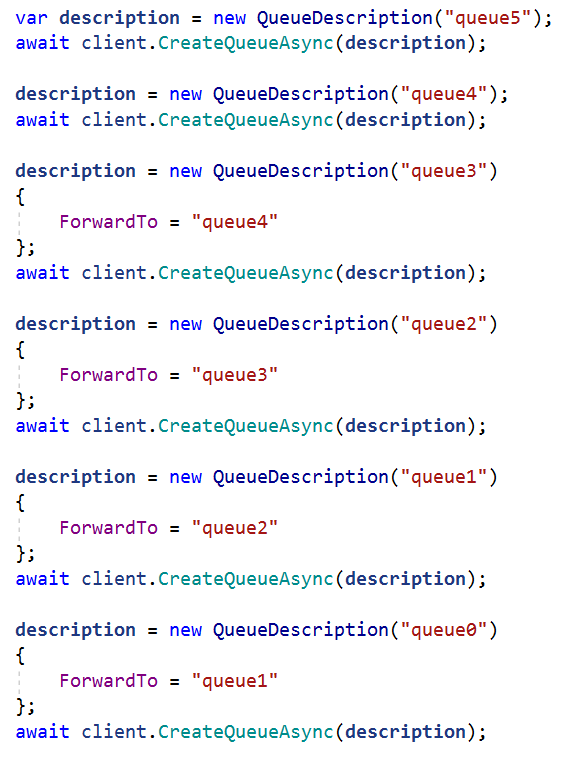 var description = new QueueDescription("queue5");
await client.CreateQueueAsync(description);

description = new QueueDescription("queue4");
await client.CreateQueueAsync(description);

description = new QueueDescription("queue3")
{
    ForwardTo = "queue4"
};
await client.CreateQueueAsync(description);

description = new QueueDescription("queue2")
{
    ForwardTo = "queue3"
};
await client.CreateQueueAsync(description);

description = new QueueDescription("queue1")
{
    ForwardTo = "queue2"
};
await client.CreateQueueAsync(description);

description = new QueueDescription("queue0")
{
    ForwardTo = "queue1"
};
await client.CreateQueueAsync(description);